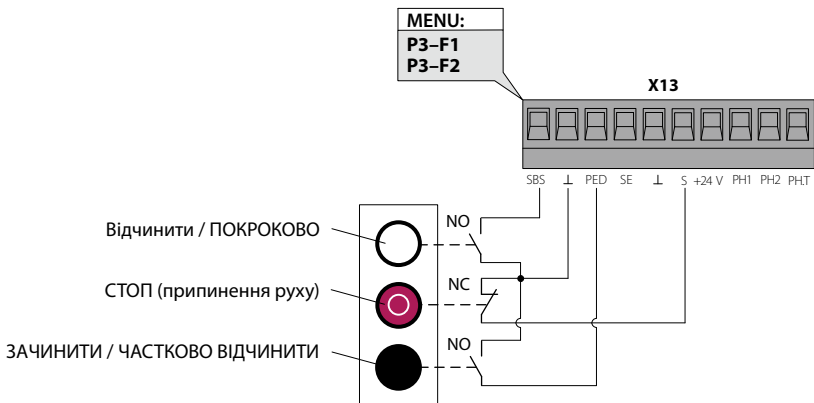 MENU:
P3–F1
P3–F2
X13
SBS ⊥ PED SE ⊥ S +24 V PH1 PH2 PH.T
Відчинити / ПОКРОКОВО
NO
СТОП (припинення руху)
NC
ЗАЧИНИТИ / ЧАСТКОВО ВІДЧИНИТИ
NO